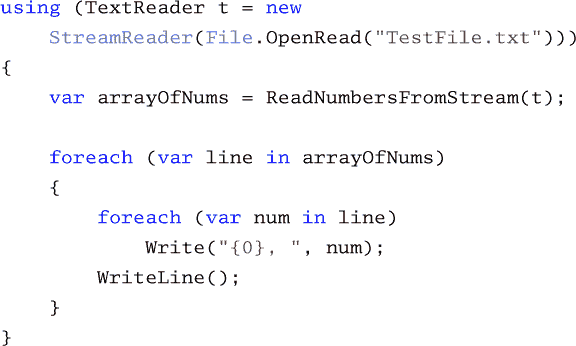 using (TextReader t = new
    StreamReader(File.OpenRead("TestFile.txt")))
{
    var arrayOfNums = ReadNumbersFromStream(t);

    foreach (var line in arrayOfNums)
    {
        foreach (var num in line)
            Write("{0}, ", num);
        WriteLine();
    }
}